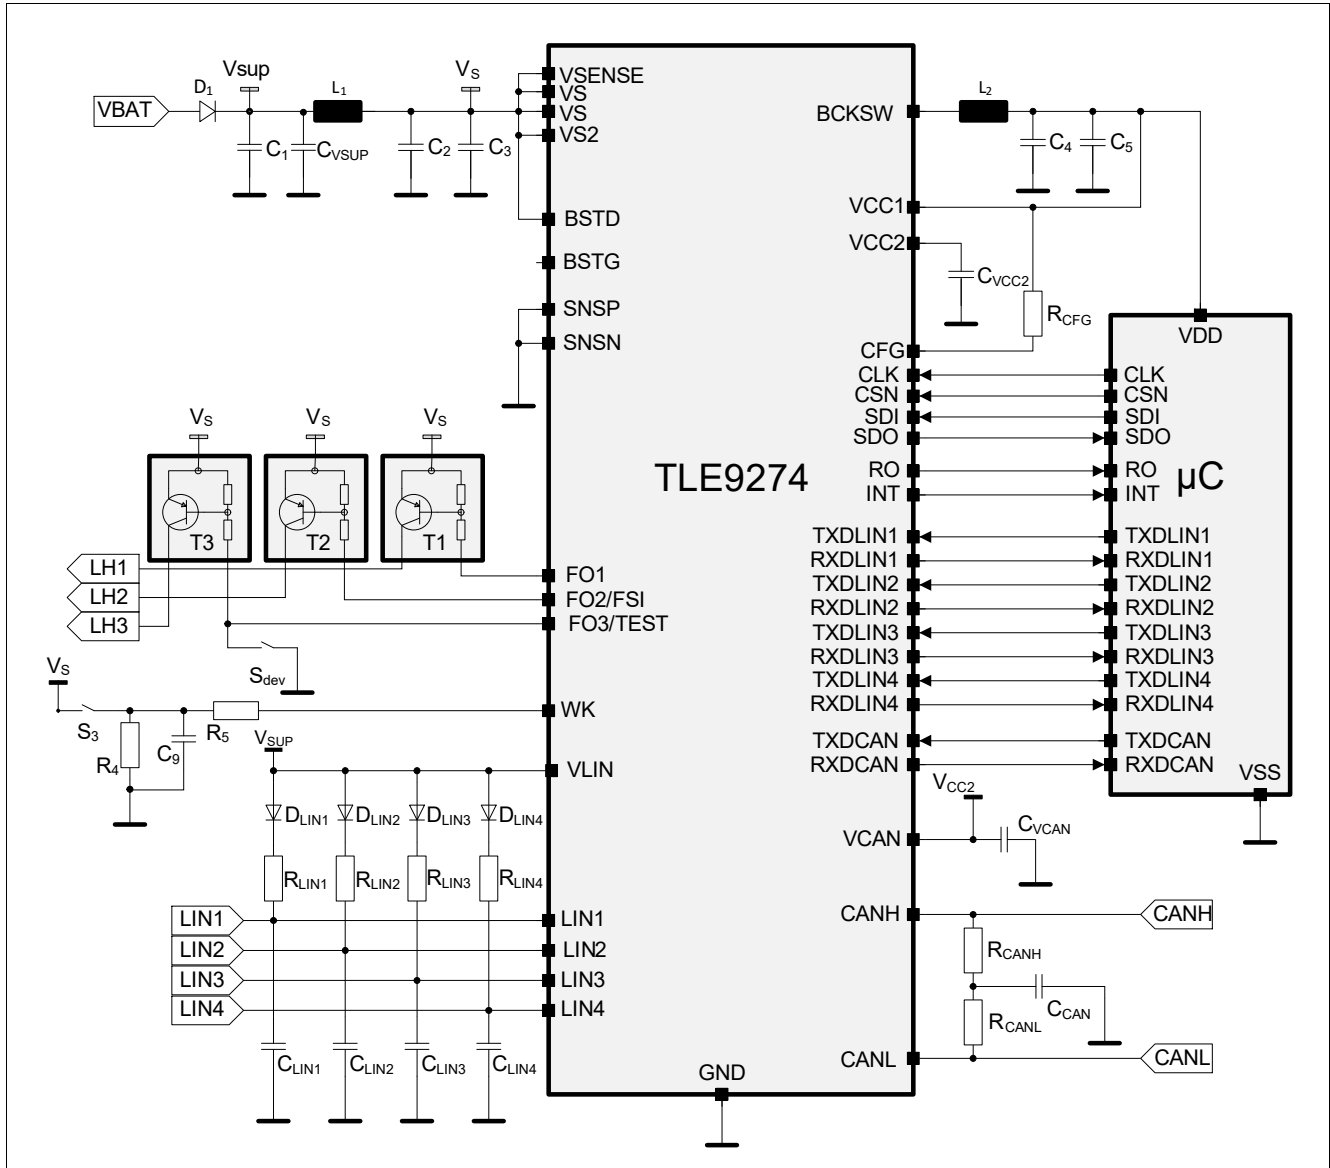 Vsup
D1
L1
VS
VBAT
C1
CVSUP
C2
C3
VSENSE
VS
VS
VS2
BSTD
BSTG
SNSP
SNSN
BCKSW
L2
C4
C5
VCC1
VCC2
CVCC2
RCFG
CFG
CLK
CSN
SDI
SDO
RO
INT
TXDLIN1
RXDLIN1
TXDLIN2
RXDLIN2
TXDLIN3
RXDLIN3
TXDLIN4
RXDLIN4
TXDCAN
RXDCAN
VDD
CLK
CSN
SDI
SDO
RO
INT
µC
TXDLIN1
RXDLIN1
TXDLIN2
RXDLIN2
TXDLIN3
RXDLIN3
TXDLIN4
RXDLIN4
TXDCAN
RXDCAN
VSS
TLE9274
VS
VS
VS
T3
T2
T1
LH1
LH2
LH3
FO1
FO2/FSI
FO3/TEST
Sdev
VS
S3
R5
R4
C9
WK
VSUP
VLIN
DLIN1
DLIN2
DLIN3
DLIN4
RLIN1
RLIN2
RLIN3
RLIN4
LIN1
LIN2
LIN3
LIN4
LIN1
LIN2
LIN3
LIN4
CLIN1
CLIN2
CLIN3
CLIN4
VCC2
VCAN
CVCAN
CANH
CANH
RCANH
CCAN
RCANL
CANL
CANL
GND